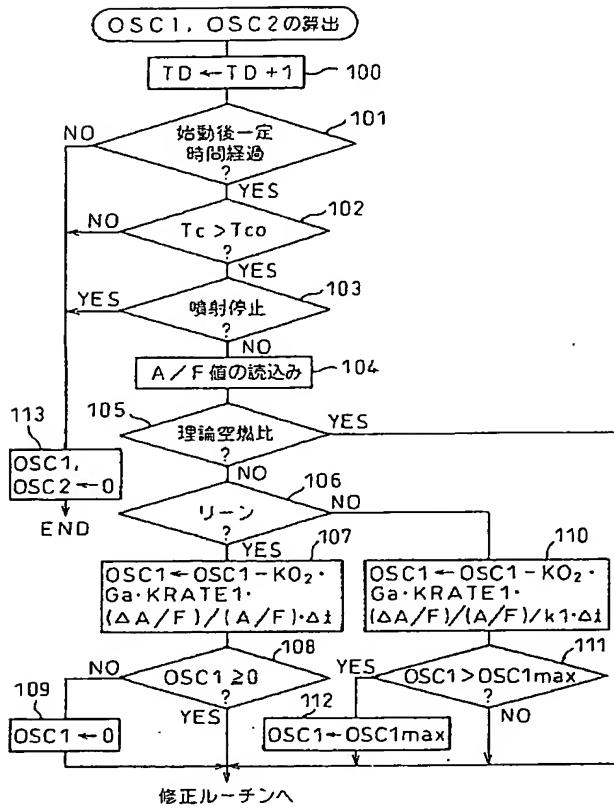 OSC1, OSC2の算出
TD←TD+1
100
始動後一定
時間経過
?
101
NO
YES
Tc>Tco
?
102
NO
YES
噴射停止
?
103
YES
NO
A/F値の読込み
104
105
理論空燃比
?
YES
NO
113
OSC1,
OSC2←0
END
リーン
?
106
NO
YES
107
OSC1←OSC1-KO₂・
Ga・KRATE1・
(ΔA/F)/(A/F)・Δt
110
OSC1←OSC1-KO₂・
Ga・KRATE1・
(ΔA/F)/(A/F)/k1・Δt
108
OSC1≧0
?
NO
YES
109
OSC1←0
111
OSC1>OSC1max
?
YES
NO
112
OSC1←OSC1max
修正ルーチンへ